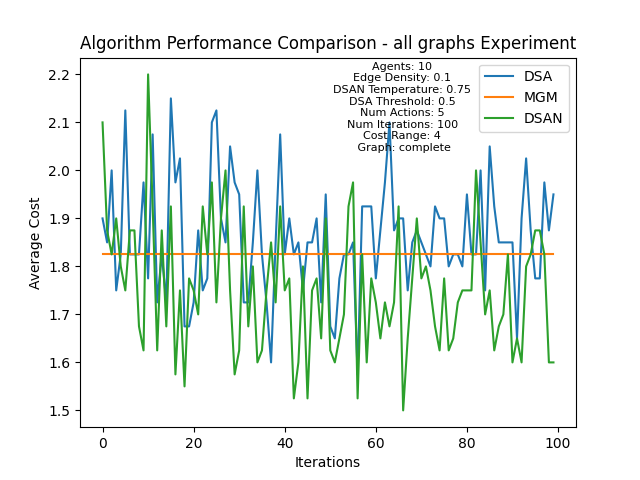 Algorithm Performance Comparison - all graphs Experiment
Agents: 10
Edge Density: 0.1
DSAN Temperature: 0.75
DSA Threshold: 0.5
Num Actions: 5
Num Iterations: 100
Cost Range: 4
Graph: complete
DSA
MGM
DSAN
Average Cost
2.2
2.1
2.0
1.9
1.8
1.7
1.6
1.5
0
20
40
60
80
100
Iterations